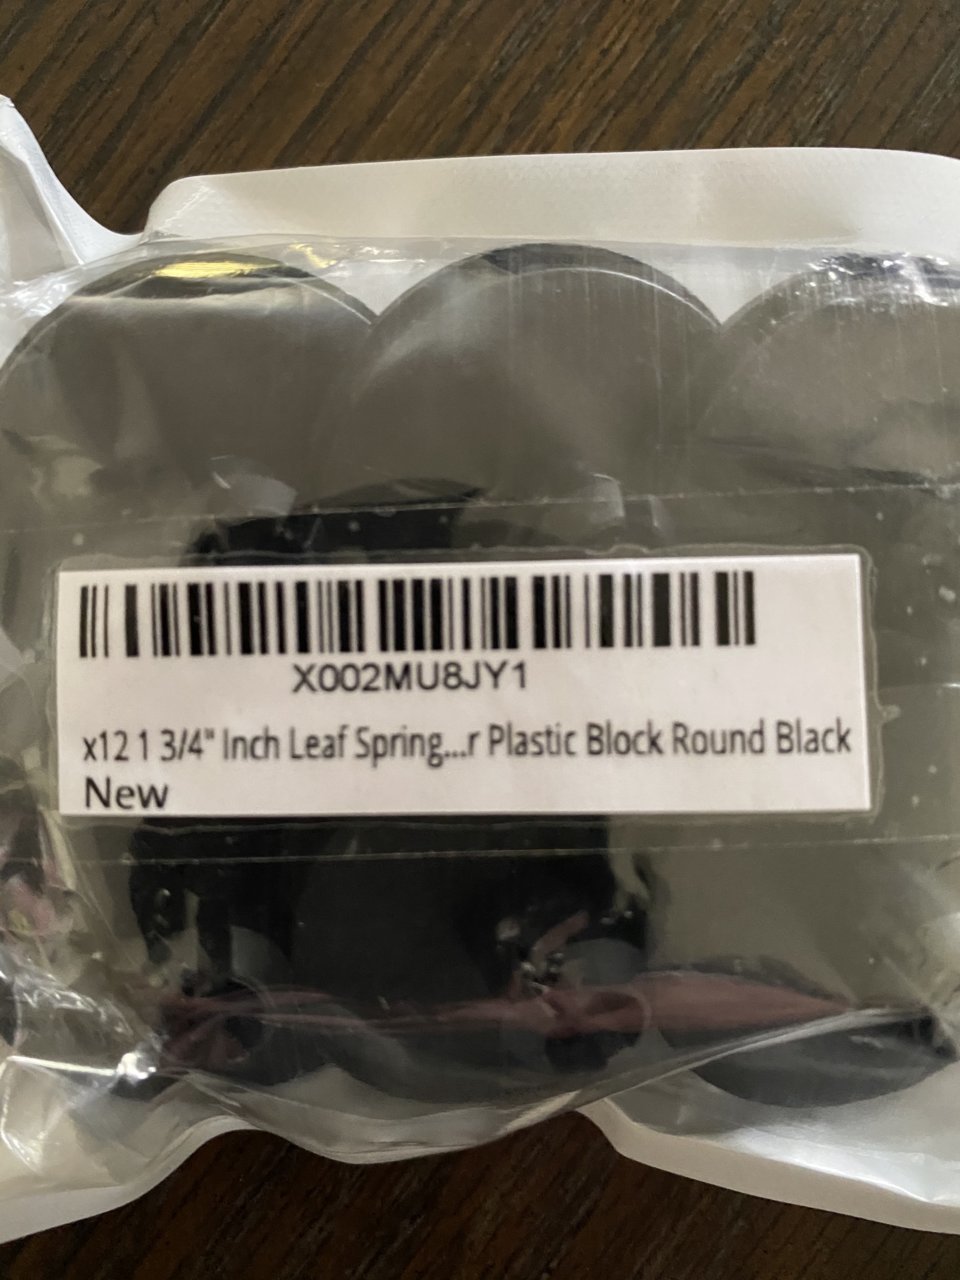 X002MU8JY1
x12 1 3/4" Inch Leaf Spring...r Plastic Block Round Black
New